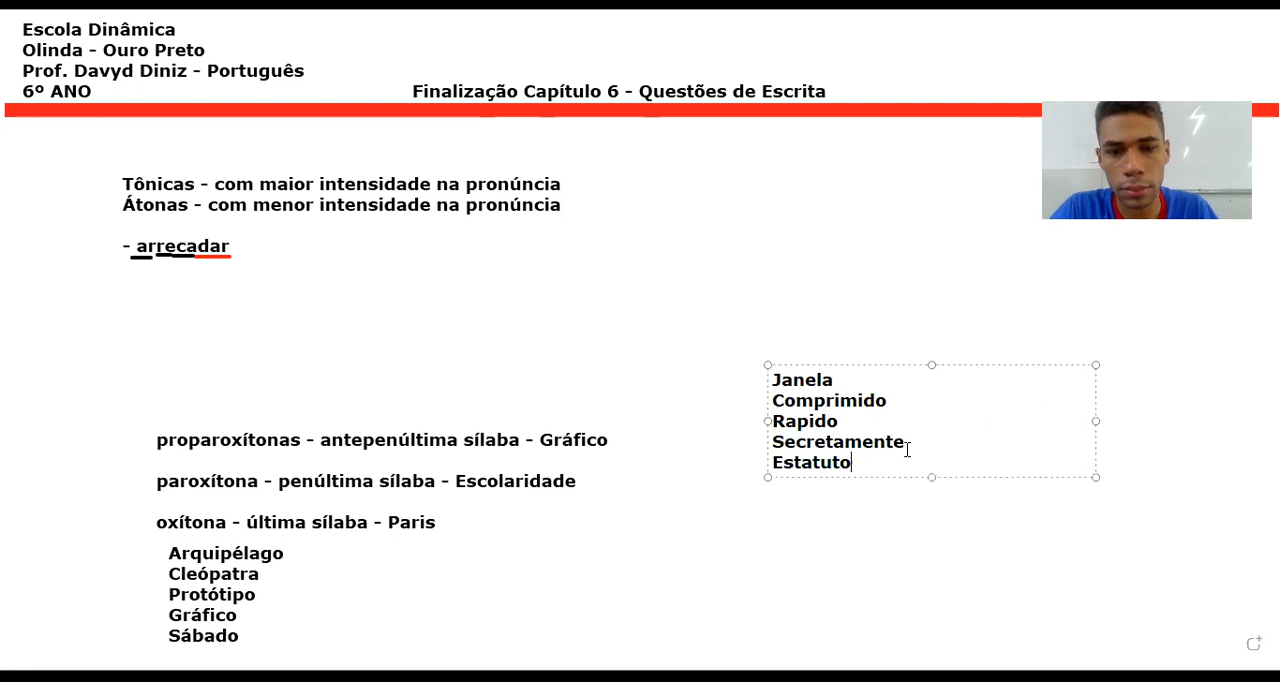 Escola Dinâmica
Olinda - Ouro Preto
Prof. Davyd Diniz - Português
6º ANO
Finalização Capítulo 6 - Questões de Escrita
Tônicas - com maior intensidade na pronúncia
Átonas - com menor intensidade na pronúncia
- arrecadar
Janela
Comprimido
Rapido
Secretamente
Estatuto
proparoxítonas - antepenúltima sílaba - Gráfico
paroxítona - penúltima sílaba - Escolaridade
oxítona - última sílaba - Paris
Arquipélago
Cleópatra
Protótipo
Gráfico
Sábado